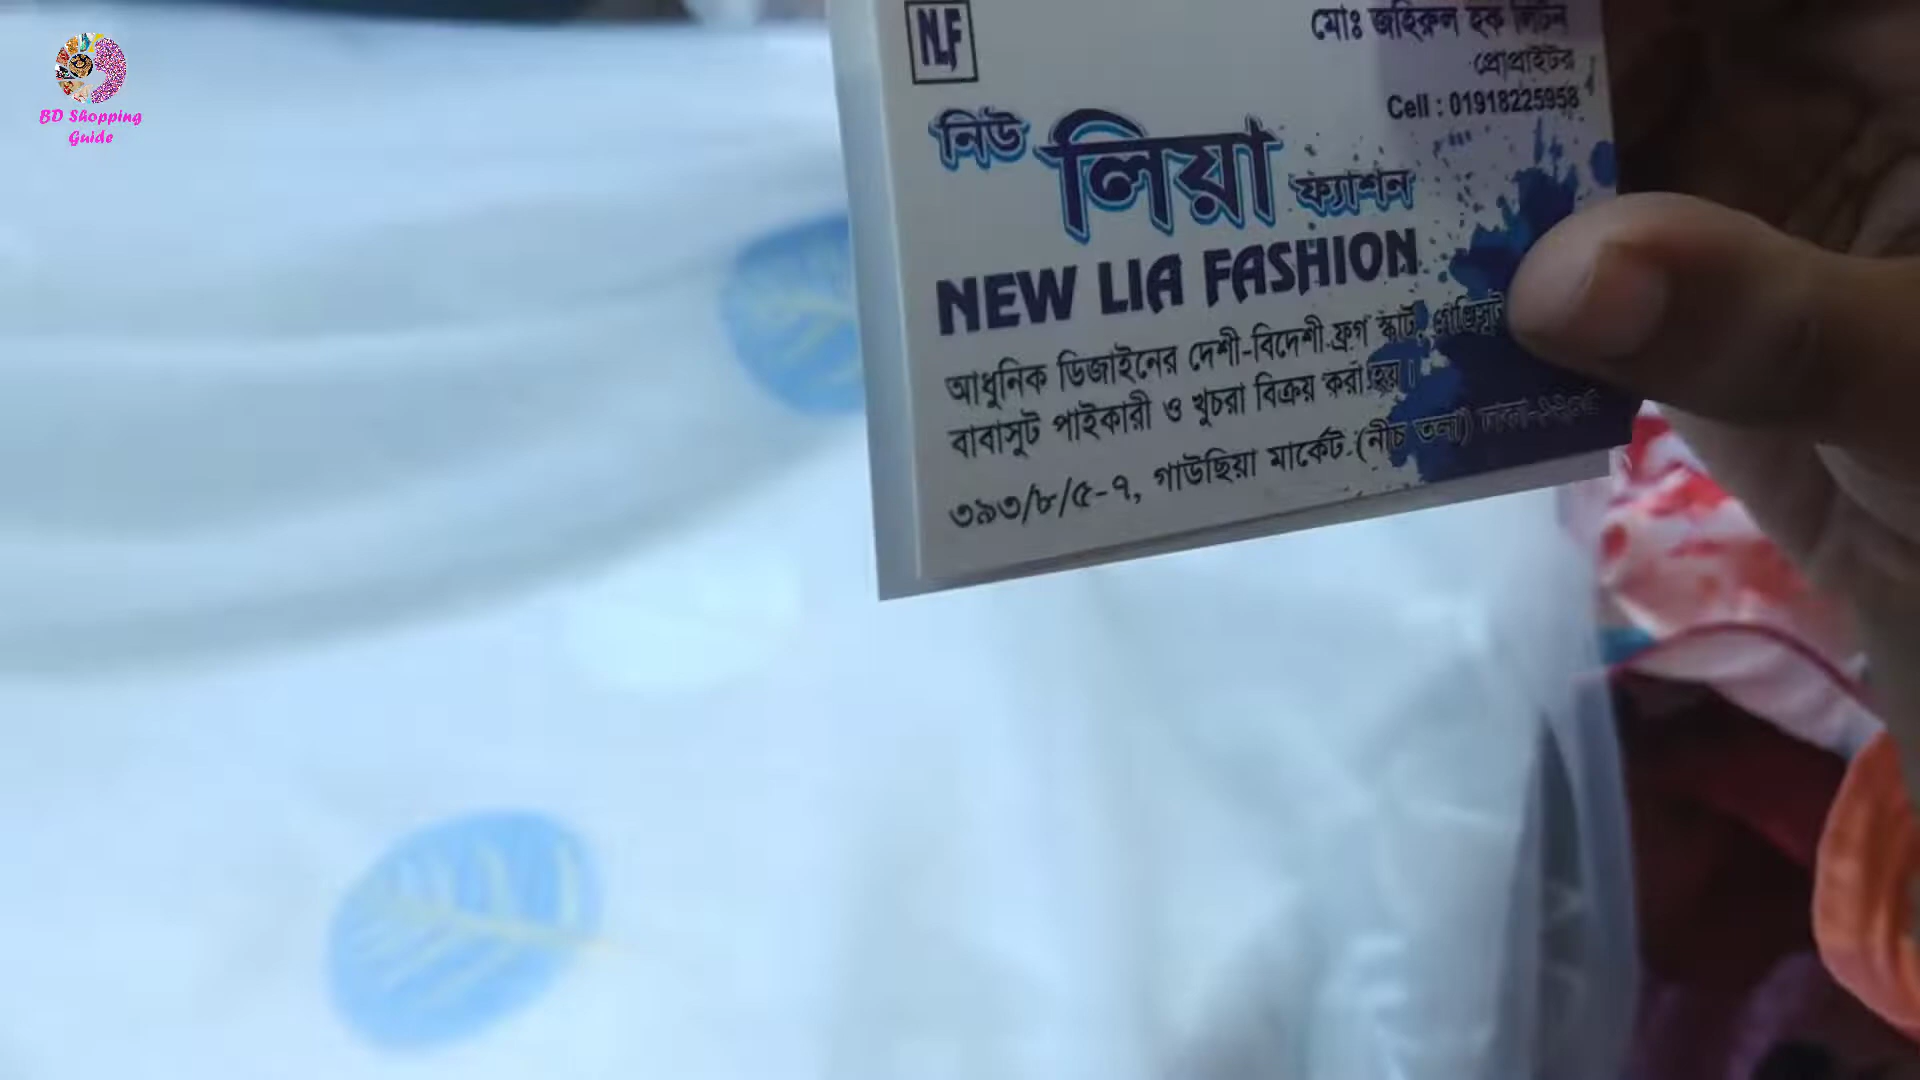 BD Shopping
Guide
NF
মোঃ জহিরুল হক লিটন
প্রোপ্রাইটর
Cell : 01918225958
নিউ লিয়া ফ্যাশন
NEW LIA FASHION
আধুনিক ডিজাইনের দেশী-বিদেশী ফ্রগ স্কার্ট,
বাবাসুট পাইকারী ও খুচরা বিক্রয় করা হয়।
৩৯৩/৮/৫-৭, গাউছিয়া মার্কেট (নীচ তলা)